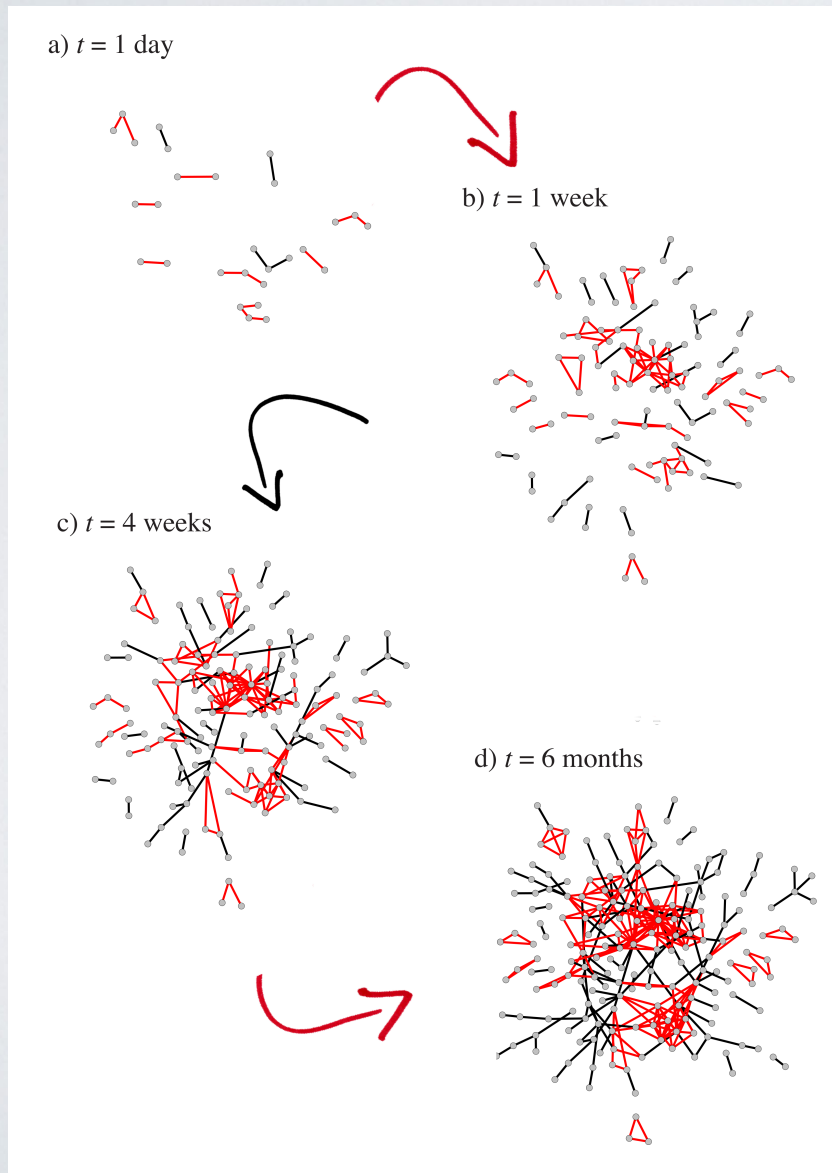 a) t = 1 day
b) t = 1 week
c) t = 4 weeks
d) t = 6 months